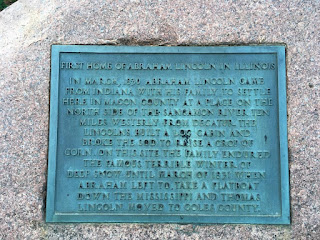 FIRST HOME OF ABRAHAM LINCOLN IN ILLINOIS
IN MARCH, 1830 ABRAHAM LINCOLN CAME
FROM INDIANA WITH HIS FAMILY, TO SETTLE
HERE IN MACON COUNTY AT A PLACE ON THE
NORTH SIDE OF THE SANGAMON RIVER TEN
MILES WESTERLY FROM DECATUR. THE
LINCOLNS BUILT A LOG CABIN AND
BROKE THE SOD TO RAISE A CROP OF
CORN. ON THIS SITE THE FAMILY ENDURED
THE FAMOUS TERRIBLE WINTER OF
DEEP SNOW UNTIL MARCH OF 1831 WHEN
ABRAHAM LEFT TO TAKE A FLATBOAT
DOWN THE MISSISSIPPI AND THOMAS
LINCOLN MOVED TO COLES COUNTY